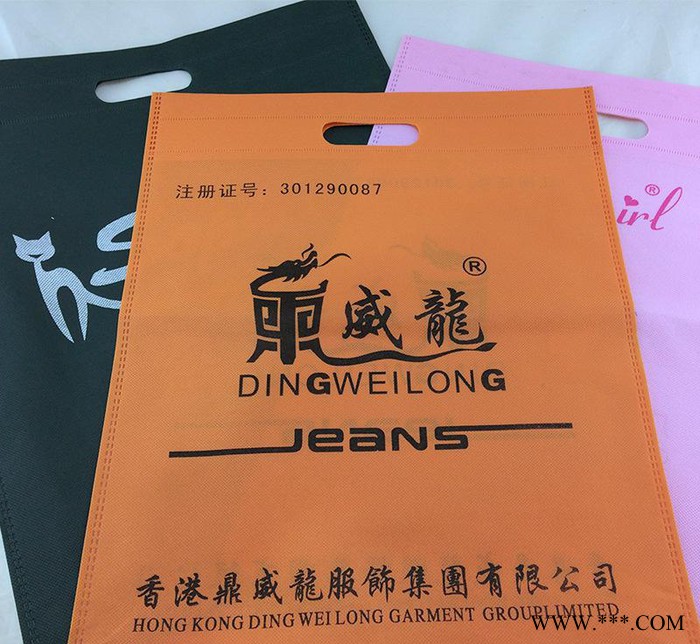 注册证号：301290087
鼎威龍®
DINGWEILONG
Jeans
香港鼎威龍服飾集團有限公司
HONG KONG DING WEI LONG GARMENT GROUP LIMITED
irl®
www.***.COM